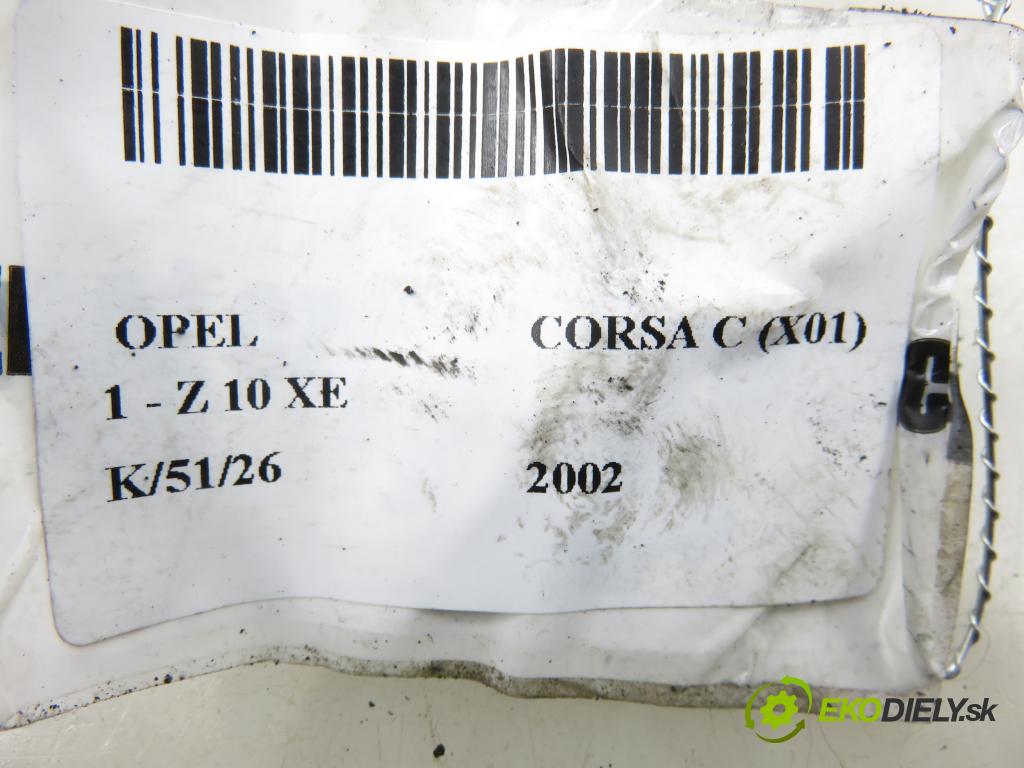 OPEL CORSA C (X01)
1 - Z 10 XE
K/51/26 2002
C
EKODIELY.sk